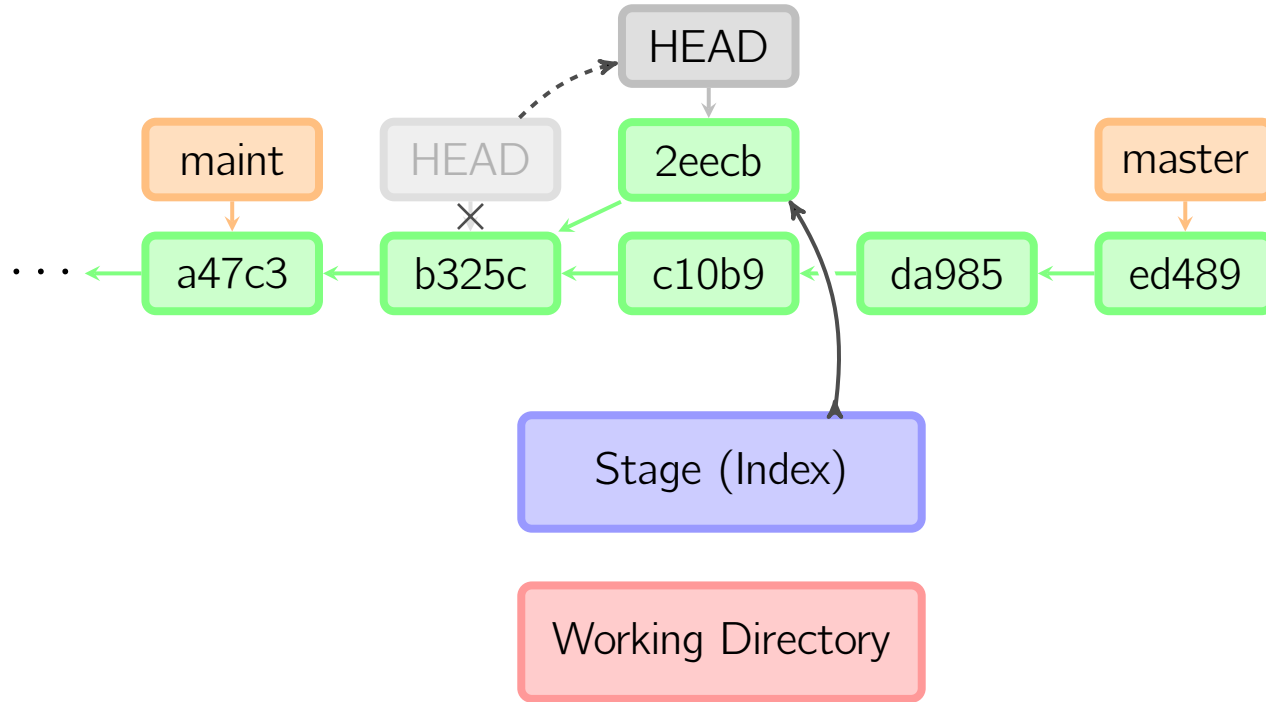 HEAD
maint
HEAD
2eecb
master
. . .
a47c3
b325c
c10b9
da985
ed489
Stage (Index)
Working Directory